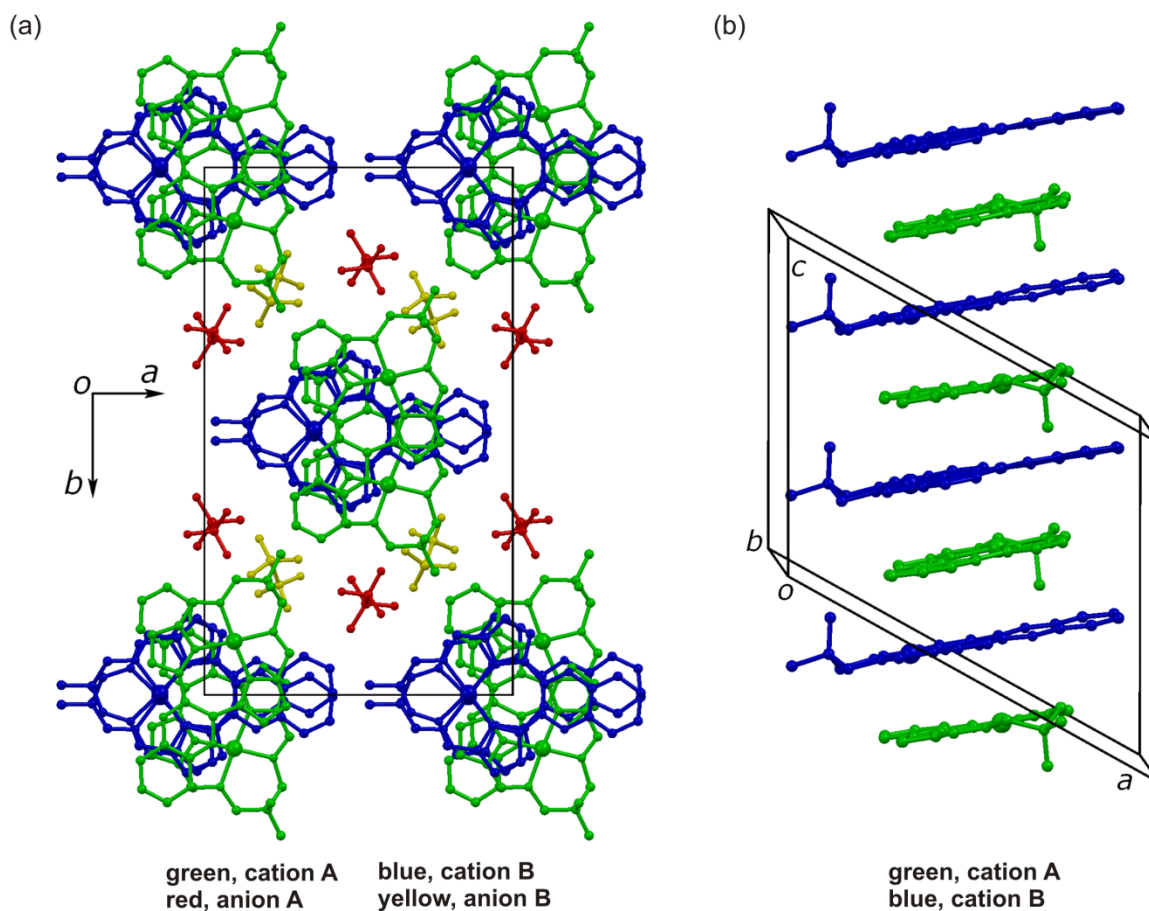 (a)
(b)
o
a
b
c
b
o
a
green, cation A
red, anion A
blue, cation B
yellow, anion B
green, cation A
blue, cation B